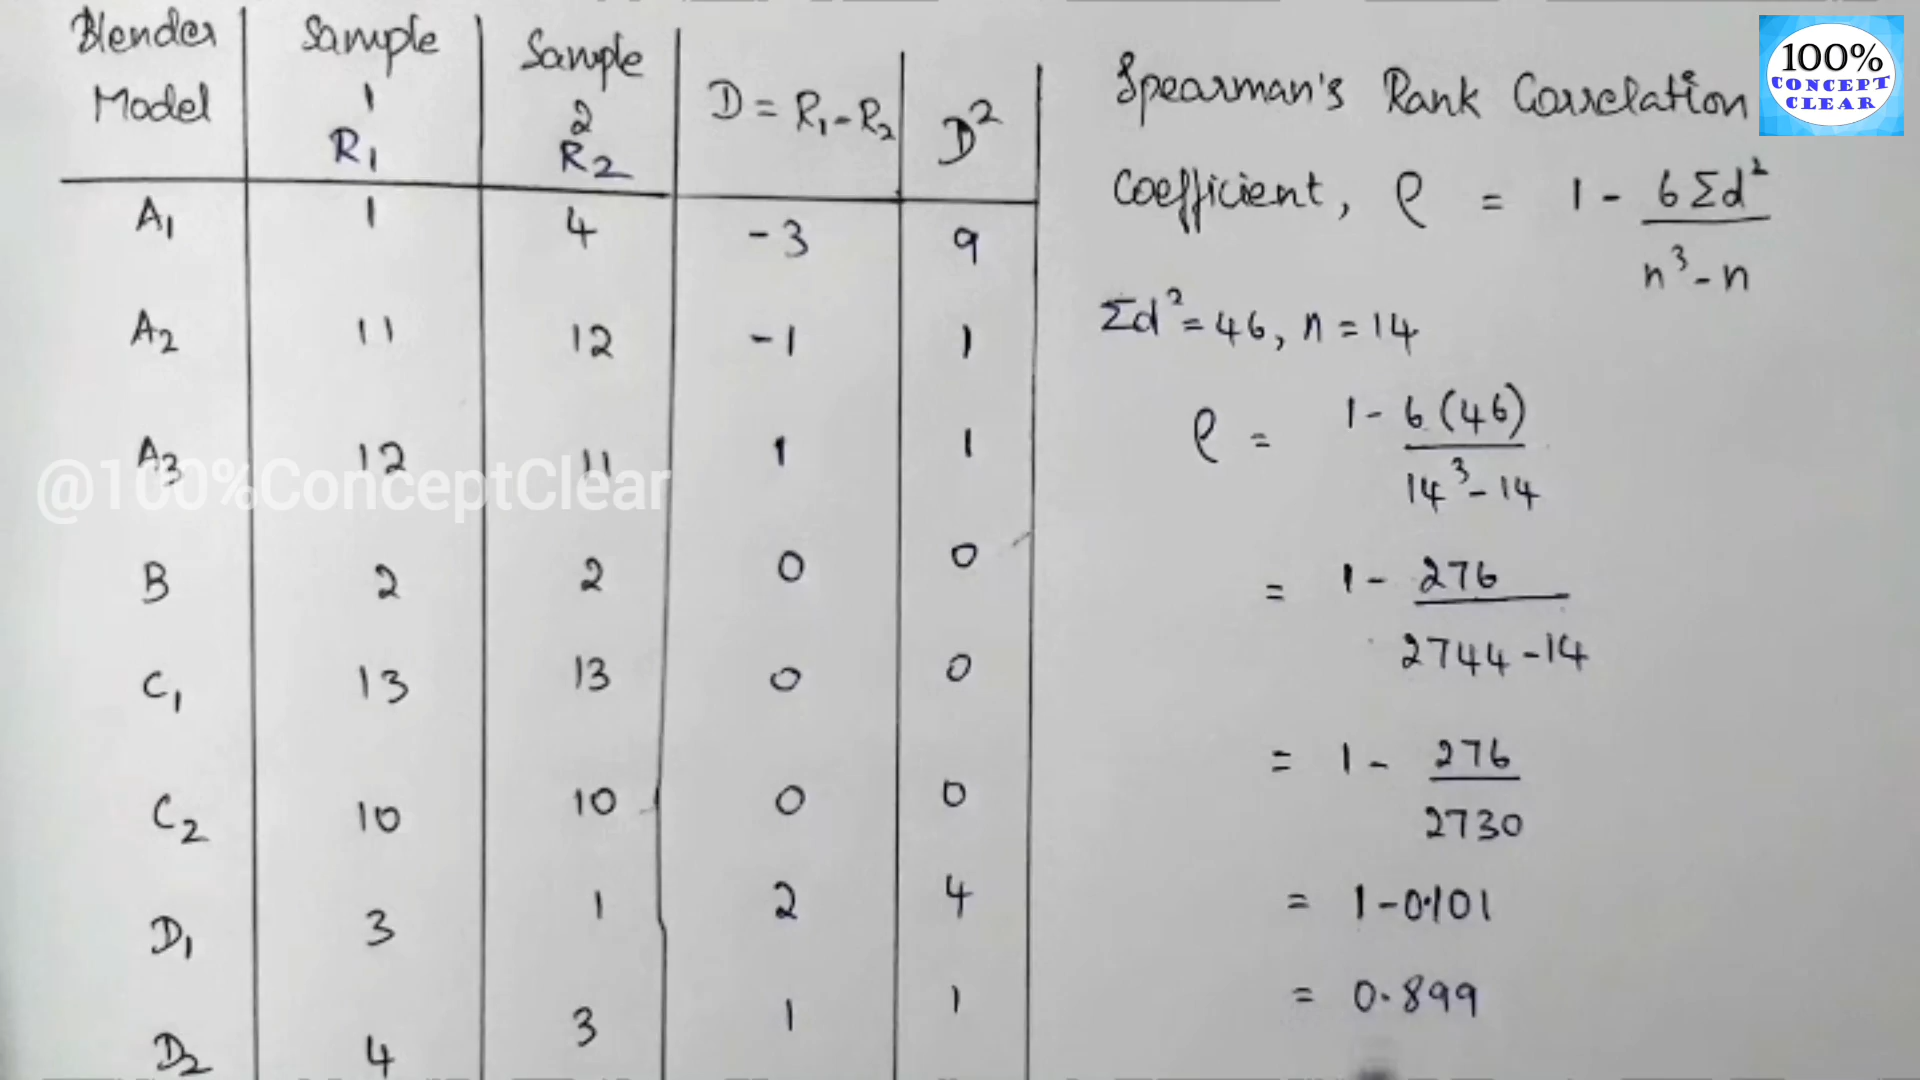 Blender Model | Sample 1 R₁ | Sample 2 R₂ | D = R₁ - R₂ | D²
A₁ | 1 | 4 | -3 | 9
A₂ | 11 | 12 | -1 | 1
A₃ | 12 | 11 | 1 | 1
B | 2 | 2 | 0 | 0
C₁ | 13 | 13 | 0 | 0
C₂ | 10 | 10 | 0 | 0
D₁ | 3 | 1 | 2 | 4
D₂ | 4 | 3 | 1 | 1
Spearman's Rank Correlation
Coefficient, ρ = 1 - 6Σd² / n³ - n
Σd² = 46, n = 14
ρ = 1 - 6(46) / 14³ - 14
= 1 - 276 / 2744 - 14
= 1 - 276 / 2730
= 1 - 0.101
= 0.899
100%
CONCEPT
CLEAR
@100%ConceptClear